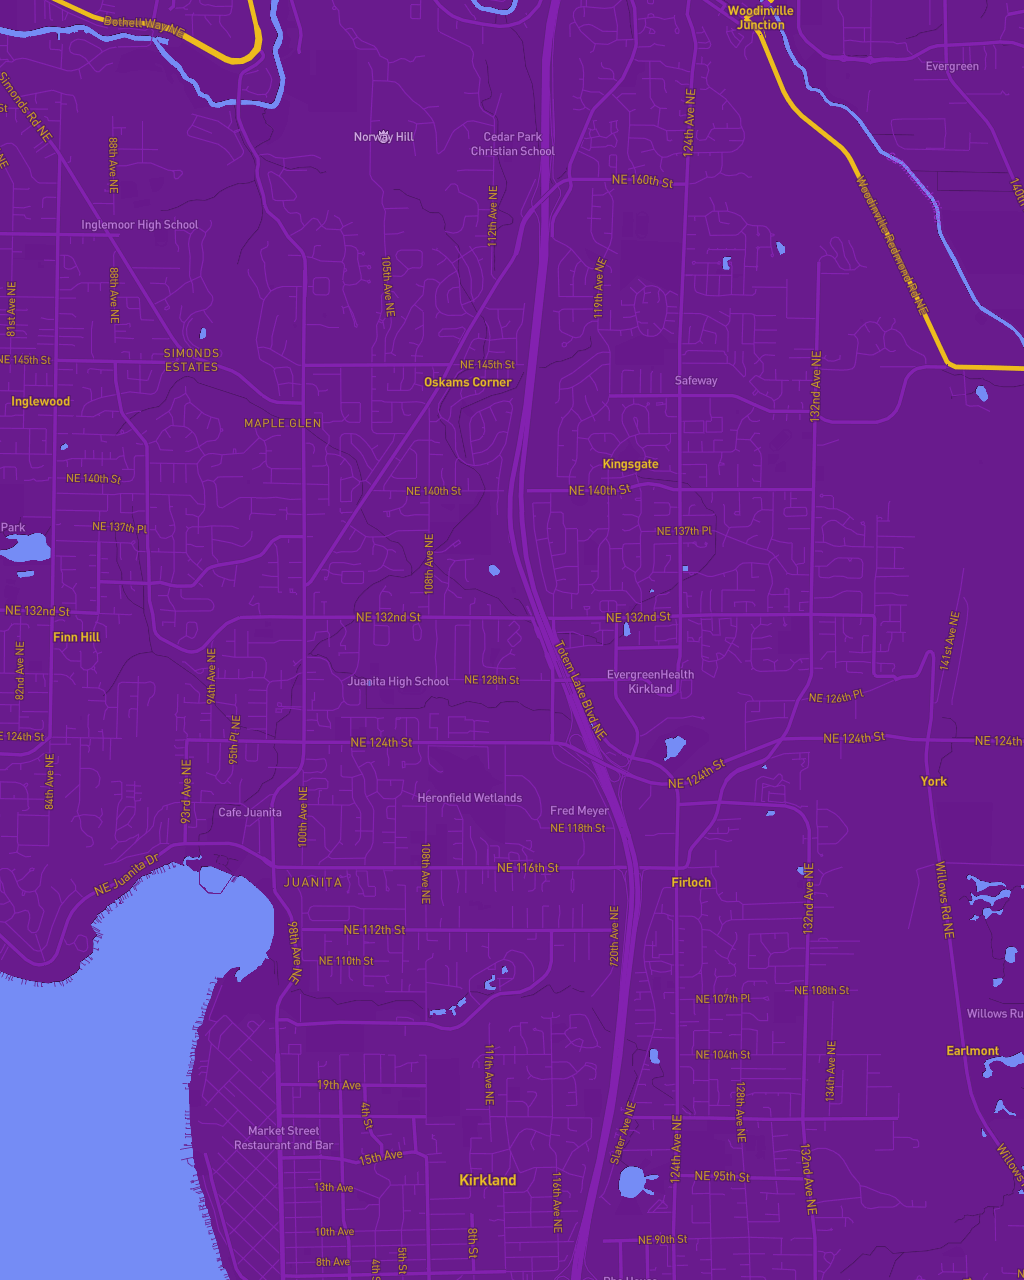 Woodinville
Junction
Bothell Way NE
Evergreen
Simonds Rd NE
St
NE
88th Ave NE
Norway Hill
Cedar Park
Christian School
124th Ave NE
NE 160th St
140th
112th Ave NE
Inglemoor High School
Woodinville-Redmond Rd NE
88th Ave NE
105th Ave NE
119th Ave NE
81st Ave NE
NE 145th St
SIMONDS
ESTATES
NE 145th St
Oskams Corner
Safeway
132nd Ave NE
Inglewood
MAPLE GLEN
Kingsgate
NE 140th St
NE 140th St
NE 140th St
Park
NE 137th Pl
NE 137th Pl
108th Ave NE
NE 132nd St
NE 132nd St
NE 132nd St
Finn Hill
141st Ave NE
82nd Ave NE
94th Ave NE
Juanita High School
NE 128th St
Totem Lake Blvd NE
EvergreenHealth
Kirkland
NE 126th Pl
95th Pl NE
NE 124th St
NE 124th St
NE 124th St
NE 124th
84th Ave NE
93rd Ave NE
NE 124th St
York
100th Ave NE
Heronfield Wetlands
Cafe Juanita
Fred Meyer
NE 118th St
NE Juanita Dr
JUANITA
108th Ave NE
NE 116th St
Firloch
132nd Ave NE
Willows Rd NE
98th Ave NE
NE 112th St
120th Ave NE
NE 110th St
NE 107th Pl
NE 108th St
Willows Ru
Earlmont
111th Ave NE
NE 104th St
134th Ave NE
19th Ave
4th St
128th Ave NE
Market Street
Restaurant and Bar
Slater Ave NE
124th Ave NE
15th Ave
132nd Ave NE
Willows
Kirkland
13th Ave
116th Ave NE
NE 95th St
10th Ave
8th St
5th St
NE 90th St
8th Ave
4th S